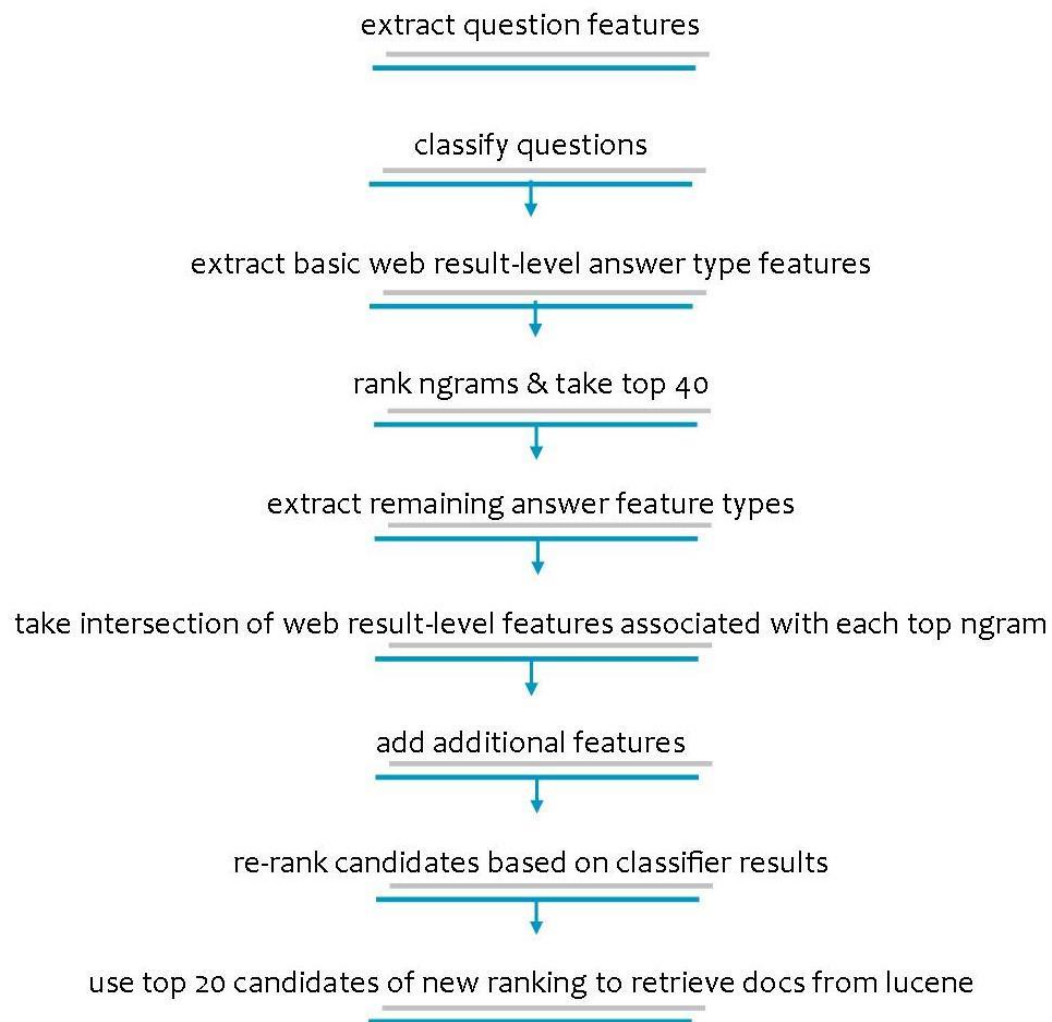 extract question features
classify questions
extract basic web result-level answer type features
rank ngrams & take top 40
extract remaining answer feature types
take intersection of web result-level features associated with each top ngram
add additional features
re-rank candidates based on classifier results
use top 20 candidates of new ranking to retrieve docs from lucene